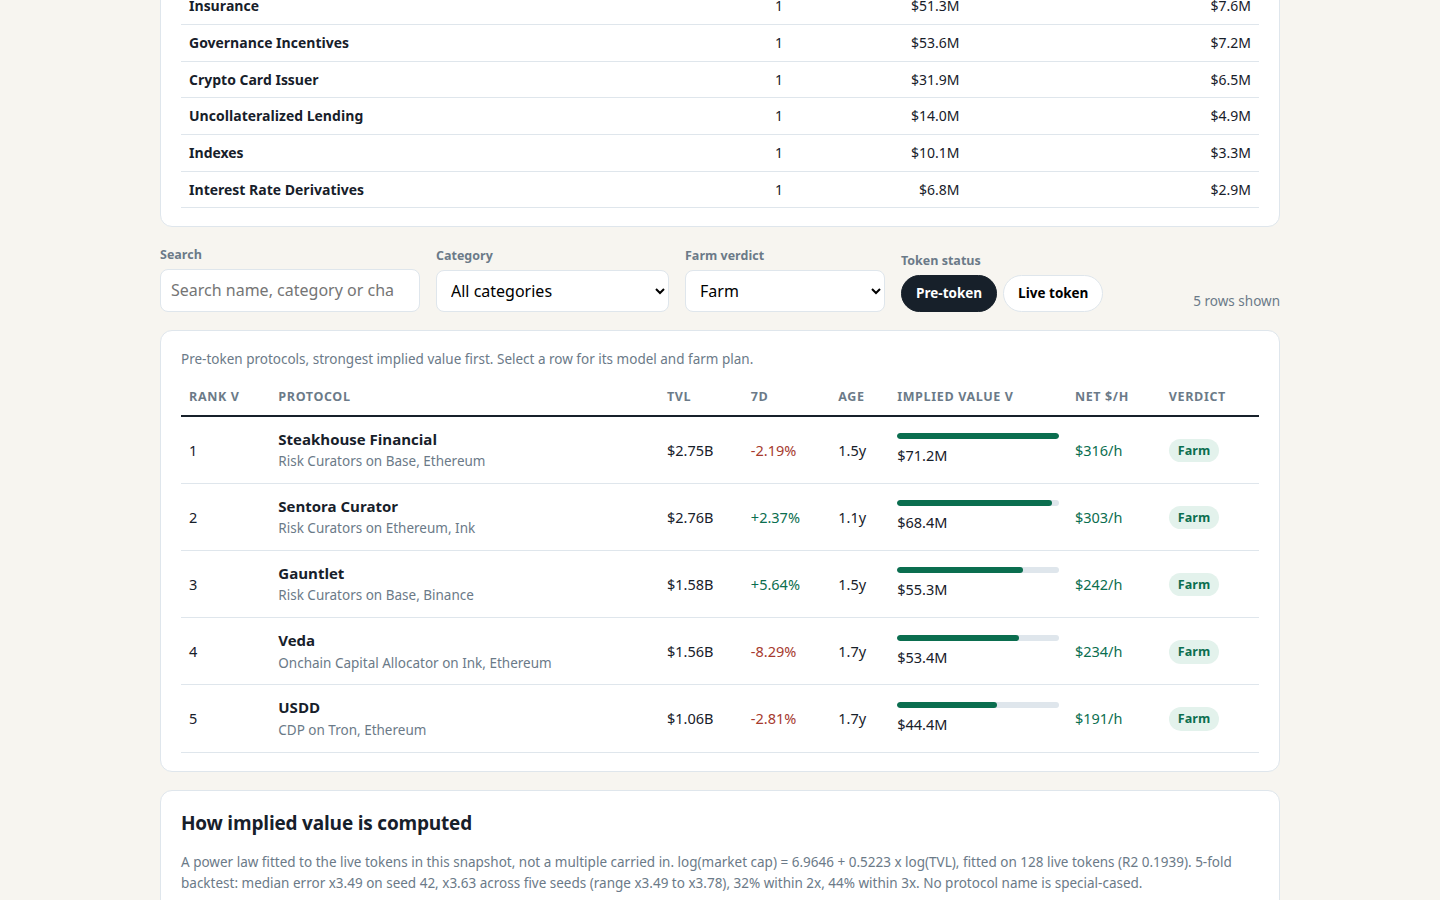 Insurance 1 $51.3M $7.6M
Governance Incentives 1 $53.6M $7.2M
Crypto Card Issuer 1 $31.9M $6.5M
Uncollateralized Lending 1 $14.0M $4.9M
Indexes 1 $10.1M $3.3M
Interest Rate Derivatives 1 $6.8M $2.9M
Search Category Farm verdict Token status
Search name, category or cha All categories Farm Pre-token Live token 5 rows shown
Pre-token protocols, strongest implied value first. Select a row for its model and farm plan.
RANK V PROTOCOL TVL 7D AGE IMPLIED VALUE V NET $/H VERDICT
1 Steakhouse Financial $2.75B -2.19% 1.5y $71.2M $316/h Farm
Risk Curators on Base, Ethereum
2 Sentora Curator $2.76B +2.37% 1.1y $68.4M $303/h Farm
Risk Curators on Ethereum, Ink
3 Gauntlet $1.58B +5.64% 1.5y $55.3M $242/h Farm
Risk Curators on Base, Binance
4 Veda $1.56B -8.29% 1.7y $53.4M $234/h Farm
Onchain Capital Allocator on Ink, Ethereum
5 USDD $1.06B -2.81% 1.7y $44.4M $191/h Farm
CDP on Tron, Ethereum
How implied value is computed
A power law fitted to the live tokens in this snapshot, not a multiple carried in. log(market cap) = 6.9646 + 0.5223 x log(TVL), fitted on 128 live tokens (R2 0.1939). 5-fold
backtest: median error x3.49 on seed 42, x3.63 across five seeds (range x3.49 to x3.78), 32% within 2x, 44% within 3x. No protocol name is special-cased.